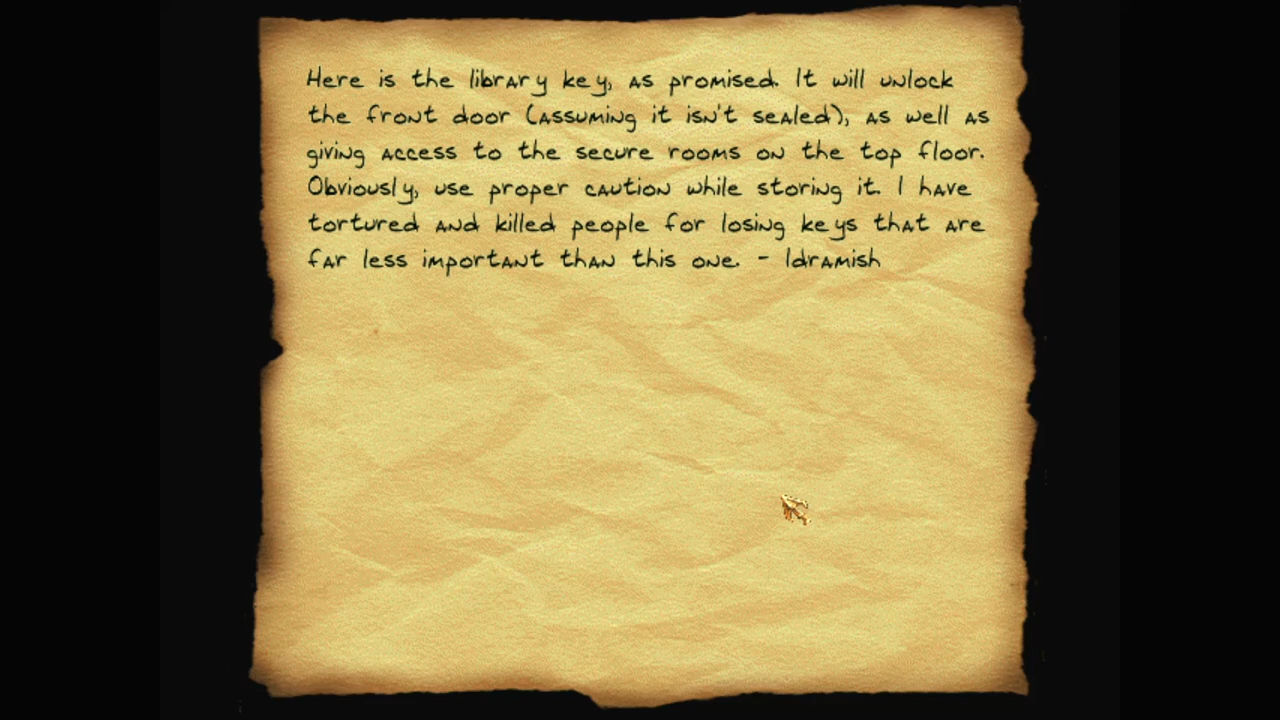 Here is the library key, as promised. It will unlock
the front door (assuming it isn't sealed), as well as
giving access to the secure rooms on the top floor.
Obviously, use proper caution while storing it. I have
tortured and killed people for losing keys that are
far less important than this one. - Idramish